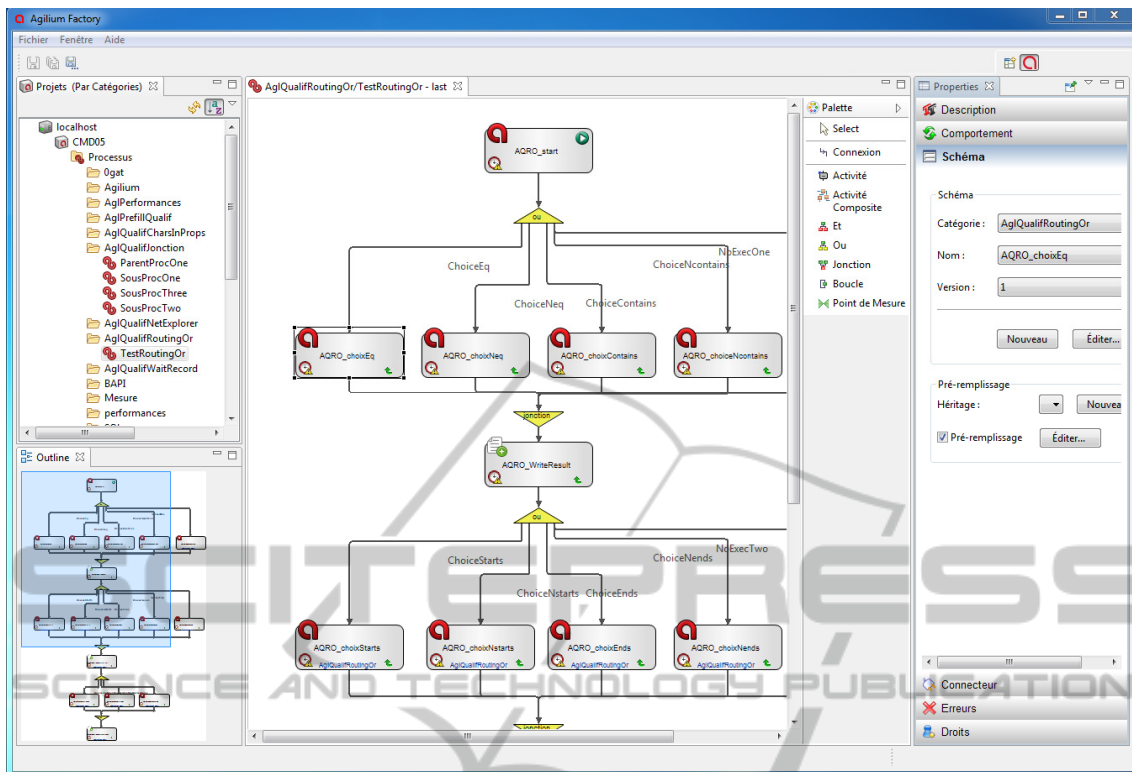 Agilium Factory
Fichier Fenêtre Aide
Projets (Par Catégories)
localhost
CMD05
Processus
0gat
Agilium
AglPerformances
AglPrefillQualif
AglQualifCharsInProps
AglQualifJonction
ParentProcOne
SousProcOne
SousProcThree
SousProcTwo
AglQualifNetExplorer
AglQualifRoutingOr
TestRoutingOr
AglQualifWaitRecord
BAPI
Mesure
performances
Outline
AglQualifRoutingOr/TestRoutingOr - last
AQRO_start
ou
NoExecOne
ChoiceEq
ChoiceNcontains
ChoiceNeq
ChoiceContains
AQRO_choixEq
AQRO_choixNeq
AQRO_choixContains
AQRO_choiceNcontains
jonction
AQRO_WriteResult
ou
NoExecTwo
ChoiceStarts
ChoiceNends
ChoiceNstarts
ChoiceEnds
AQRO_choixStarts
AglQualifRoutingOr
AQRO_choixNstarts
AglQualifRoutingOr
AQRO_choixEnds
AglQualifRoutingOr
AQRO_choixNends
AglQualifRoutingOr
jonction
Palette
Select
Connexion
Activité
Activité
Composite
Et
Ou
Jonction
Boucle
Point de Mesure
Properties
Description
Comportement
Schéma
Schéma
Catégorie : AglQualifRoutingOr
Nom : AQRO_choixEq
Version : 1
Nouveau Éditer...
Pré-remplissage
Héritage : Nouvea
Pré-remplissage Éditer...
Connecteur
Erreurs
Droits
SCITEPRESS
SCIENCE AND TECHNOLOGY PUBLICATIONS